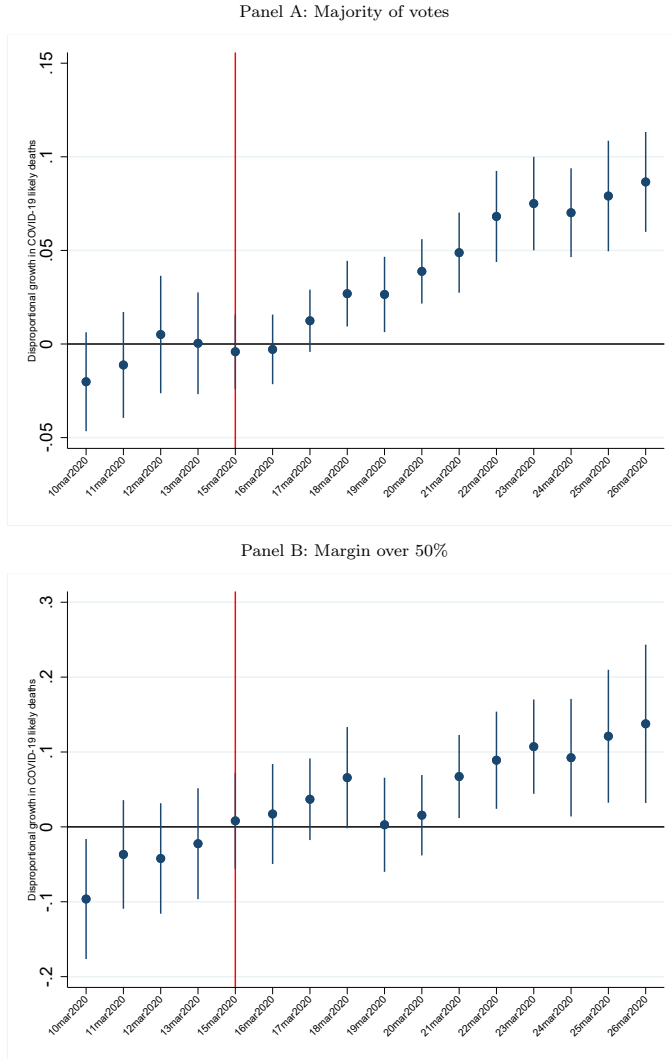 Panel A: Majority of votes
Disproportional growth in COVID-19 likely deaths
.15
.1
.05
0
-.05
10mar2020
11mar2020
12mar2020
13mar2020
15mar2020
16mar2020
17mar2020
18mar2020
19mar2020
20mar2020
21mar2020
22mar2020
23mar2020
24mar2020
25mar2020
26mar2020
Panel B: Margin over 50%
Disproportional growth in COVID-19 likely deaths
.3
.2
.1
0
-.1
-.2
10mar2020
11mar2020
12mar2020
13mar2020
15mar2020
16mar2020
17mar2020
18mar2020
19mar2020
20mar2020
21mar2020
22mar2020
23mar2020
24mar2020
25mar2020
26mar2020